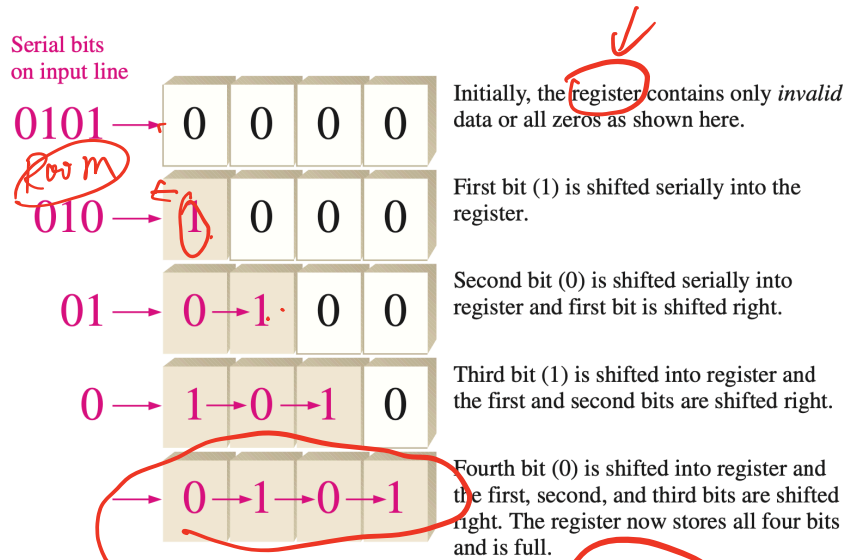 Serial bits
on input line
0101 0 0 0 0
Initially, the register contains only invalid
data or all zeros as shown here.
Room
010 1 0 0 0
First bit (1) is shifted serially into the
register.
01 0 1 0 0
Second bit (0) is shifted serially into
register and first bit is shifted right.
0 1 0 1 0
Third bit (1) is shifted into register and
the first and second bits are shifted right.
0 1 0 1
Fourth bit (0) is shifted into register and
the first, second, and third bits are shifted
right. The register now stores all four bits
and is full.